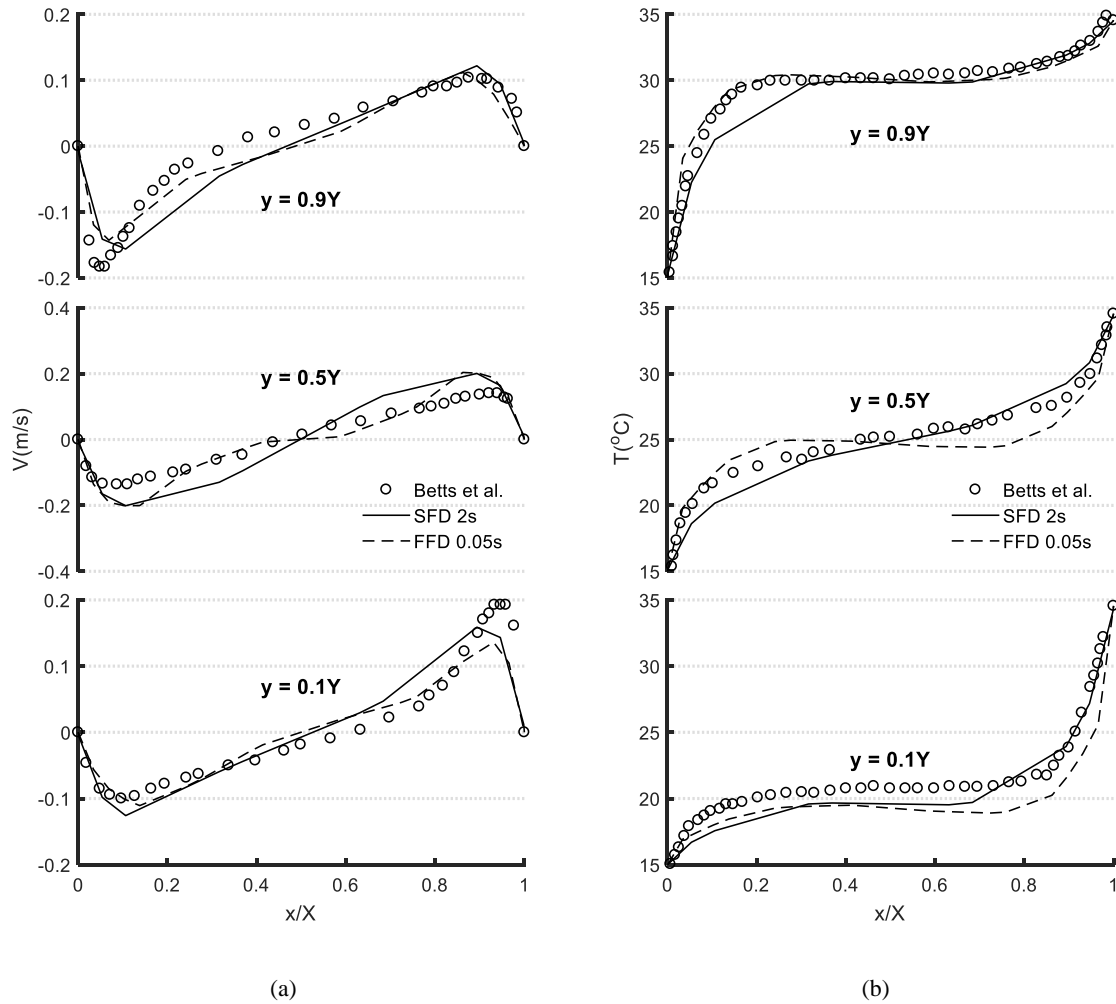 0.2
0.1
0
-0.1
-0.2
y = 0.9Y
0.4
0.2
0
-0.2
-0.4
V(m/s)
y = 0.5Y
Betts et al.
SFD 2s
FFD 0.05s
0.2
0.1
0
-0.1
-0.2
y = 0.1Y
0 0.2 0.4 0.6 0.8 1
x/X
(a)
35
30
25
20
15
y = 0.9Y
35
30
25
20
15
T(°C)
y = 0.5Y
Betts et al.
SFD 2s
FFD 0.05s
35
30
25
20
15
y = 0.1Y
0 0.2 0.4 0.6 0.8 1
x/X
(b)